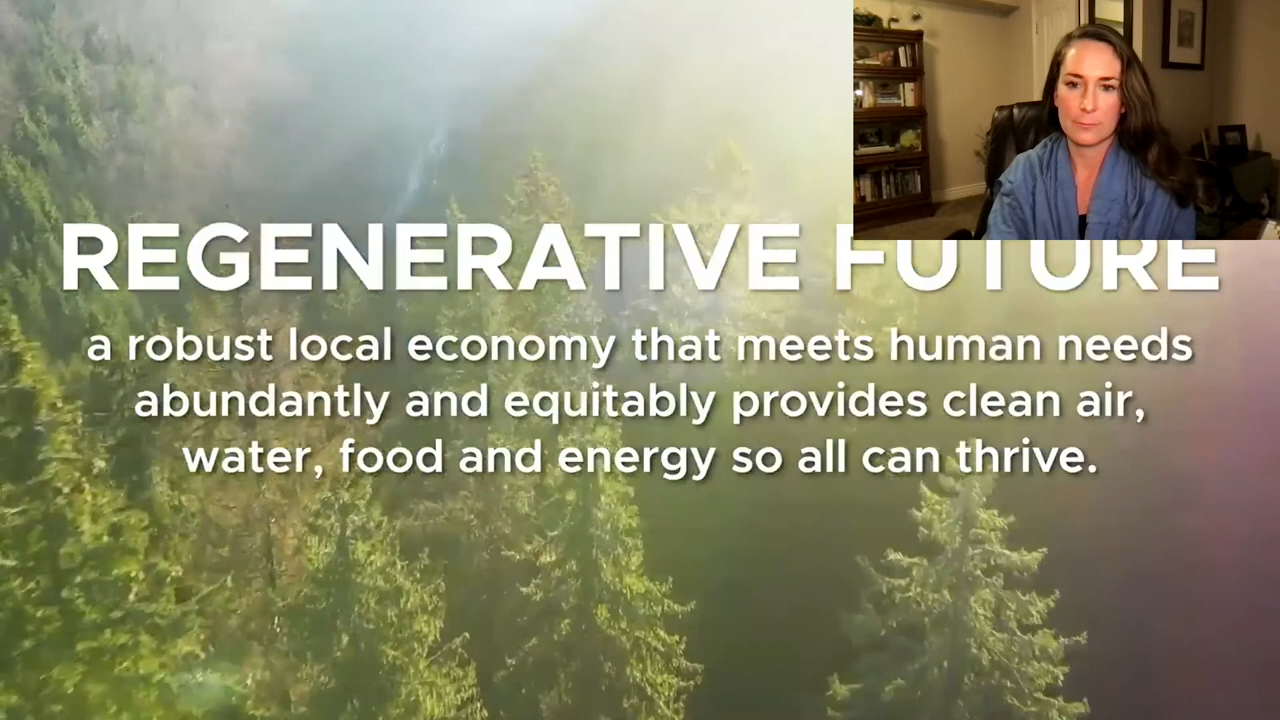 REGENERATIVE FUTURE
a robust local economy that meets human needs
abundantly and equitably provides clean air,
water, food and energy so all can thrive.